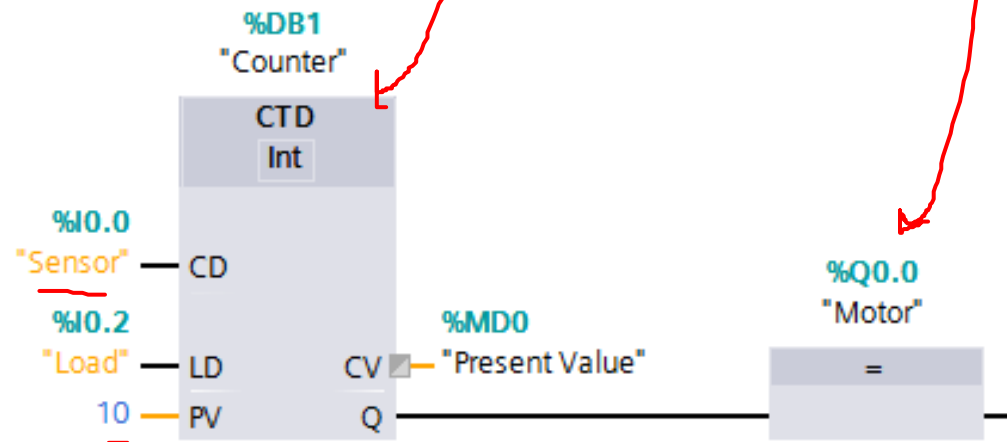 %DB1
"Counter"
CTD
Int
%I0.0
"Sensor"
CD
%I0.2
"Load"
LD
10
PV
CV
%MD0
"Present Value"
Q
%Q0.0
"Motor"
=